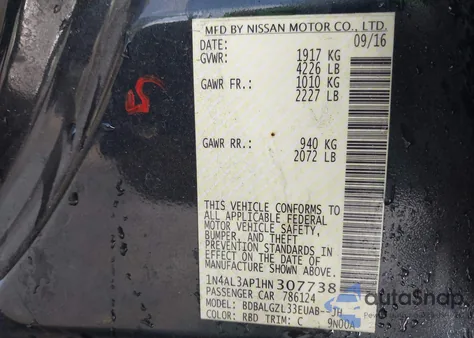 MFD BY NISSAN MOTOR CO., LTD.
DATE: 09/16
GVWR: 1917 KG
4226 LB
GAWR FR.: 1010 KG
2227 LB
GAWR RR.: 940 KG
2072 LB
THIS VEHICLE CONFORMS TO
ALL APPLICABLE FEDERAL
MOTOR VEHICLE SAFETY,
BUMPER, AND THEFT
PREVENTION STANDARDS IN
EFFECT ON THE DATE OF
MANUFACTURE SHOWN ABOVE.
1N4AL3AP1HN307738
PASSENGER CAR 786124
MODEL: BDBALGZL33EUAB--JH
COLOR: RBD TRIM: C 9N00A
autosnap